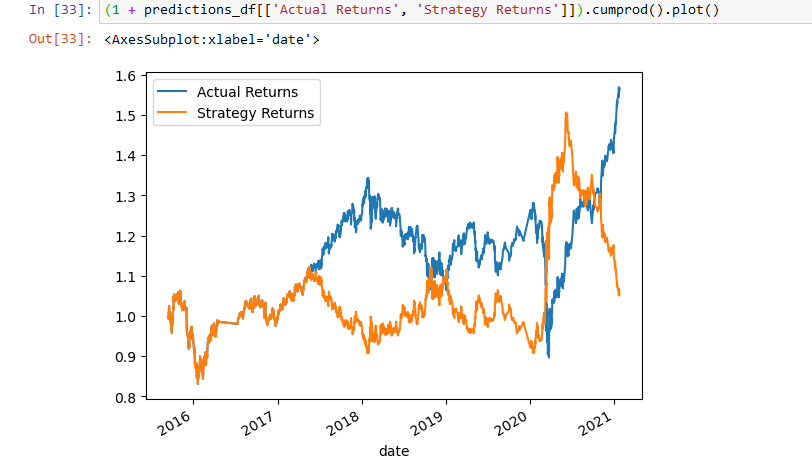 In [33]: (1 + predictions_df[['Actual Returns', 'Strategy Returns']]).cumprod().plot()
Out[33]: <AxesSubplot:xlabel='date'>
Actual Returns
Strategy Returns
1.6
1.5
1.4
1.3
1.2
1.1
1.0
0.9
0.8
2016 2017 2018 2019 2020 2021
date